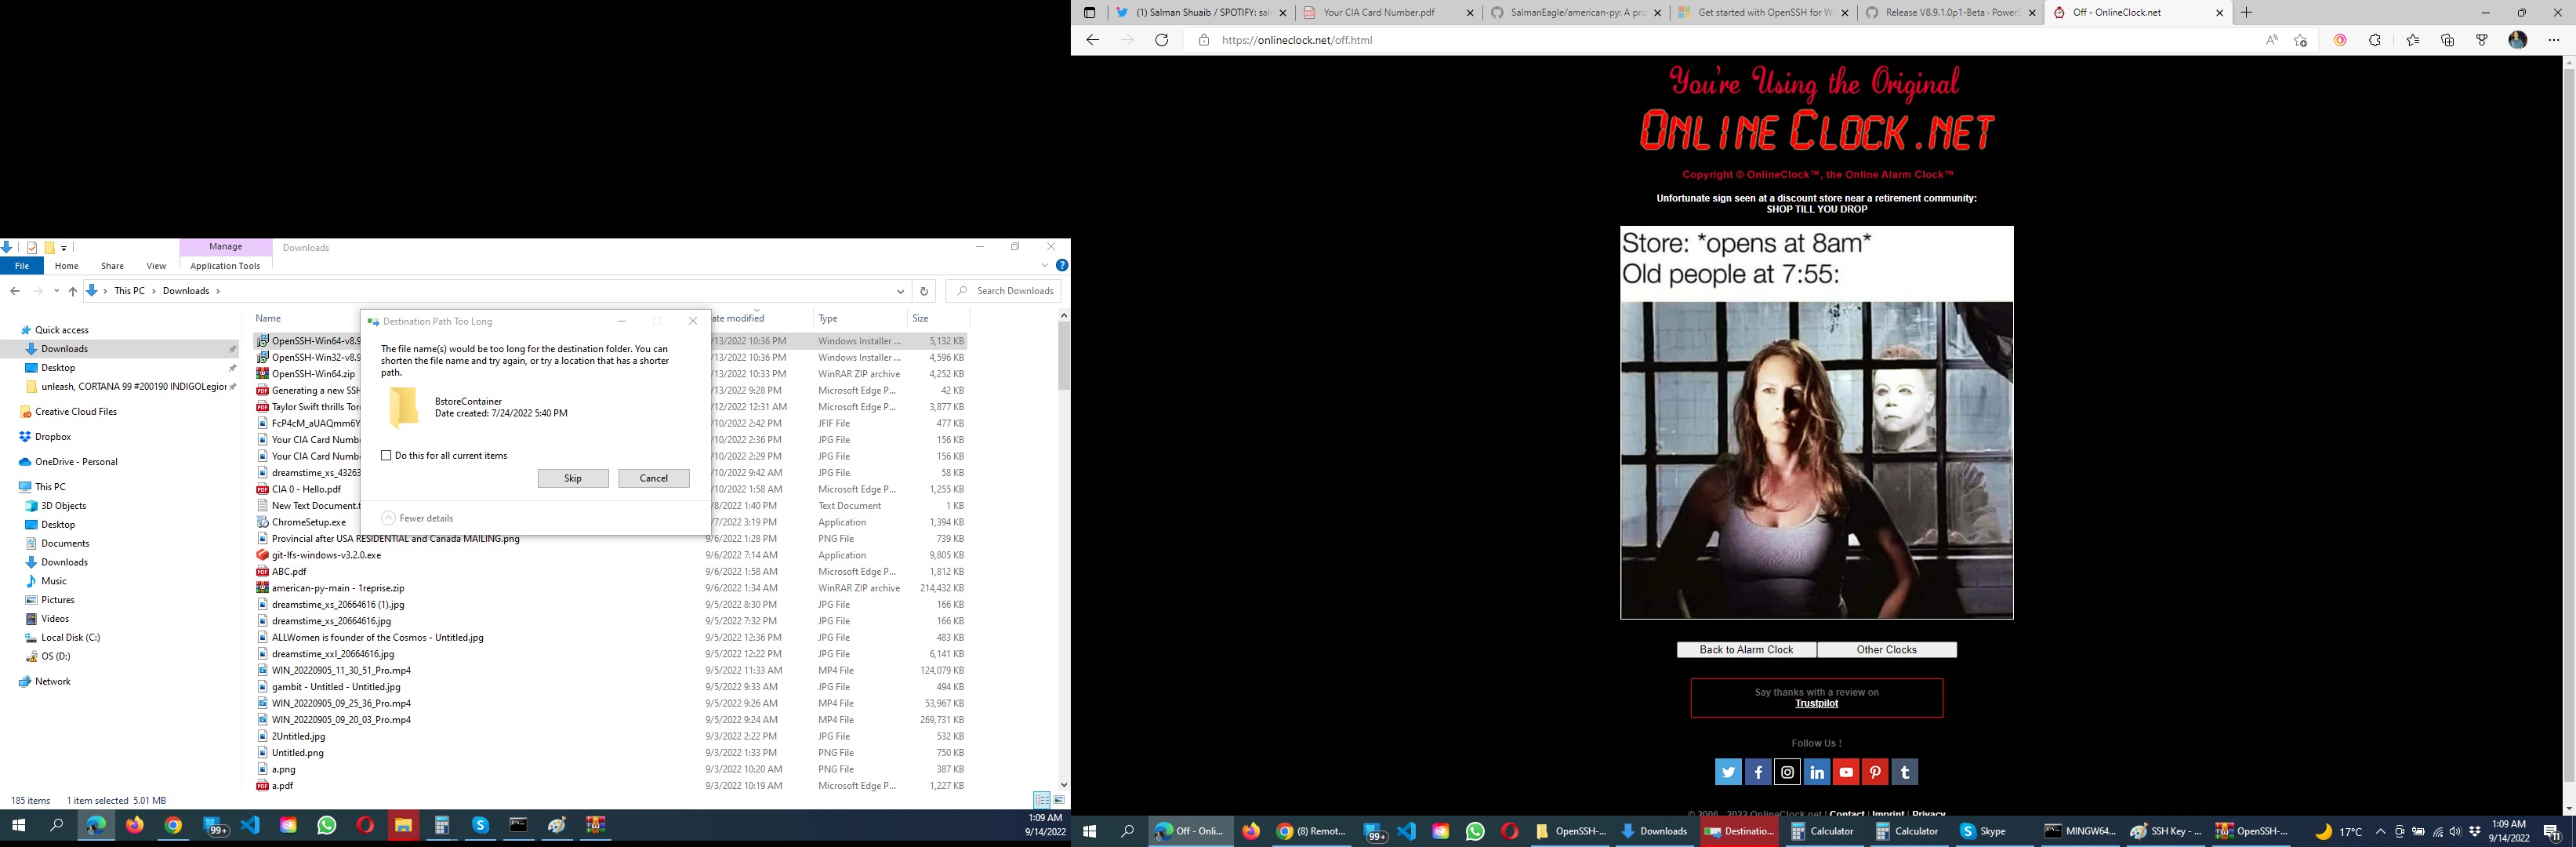 Manage
Downloads
File
Home
Share
View
Application Tools
This PC
Downloads
Search Downloads
Quick access
Downloads
Desktop
unleash, CORTANA 99 #200190 INDIGOLegion
Creative Cloud Files
Dropbox
OneDrive - Personal
This PC
3D Objects
Desktop
Documents
Downloads
Music
Pictures
Videos
Local Disk (C:)
OS (D:)
Network
Name
ate modified
Type
Size
OpenSSH-Win64-v8.9 /13/2022 10:36 PM Windows Installer ... 5,132 KB
OpenSSH-Win32-v8.9 /13/2022 10:36 PM Windows Installer ... 4,596 KB
OpenSSH-Win64.zip /13/2022 10:33 PM WinRAR ZIP archive 4,252 KB
Generating a new SSH /13/2022 9:28 PM Microsoft Edge P... 42 KB
Taylor Swift thrills Tor /12/2022 12:31 AM Microsoft Edge P... 3,877 KB
FcP4cM_aUAQmm6Y /10/2022 2:42 PM JFIF File 477 KB
Your CIA Card Numb /10/2022 2:36 PM JPG File 156 KB
Your CIA Card Numb /10/2022 2:29 PM JPG File 156 KB
dreamstime_xs_43263 /10/2022 9:42 AM JPG File 58 KB
CIA 0 - Hello.pdf /10/2022 1:58 AM Microsoft Edge P... 1,255 KB
New Text Document.t /8/2022 1:40 PM Text Document 1 KB
ChromeSetup.exe /7/2022 3:19 PM Application 1,394 KB
Provincial after USA RESIDENTIAL and Canada MAILING.png 9/6/2022 1:28 PM PNG File 739 KB
git-lfs-windows-v3.2.0.exe 9/6/2022 7:14 AM Application 9,805 KB
ABC.pdf 9/6/2022 1:58 AM Microsoft Edge P... 1,812 KB
american-py-main - 1reprise.zip 9/6/2022 1:34 AM WinRAR ZIP archive 214,432 KB
dreamstime_xs_20664616 (1).jpg 9/5/2022 8:30 PM JPG File 166 KB
dreamstime_xs_20664616.jpg 9/5/2022 7:32 PM JPG File 166 KB
ALLWomen is founder of the Cosmos - Untitled.jpg 9/5/2022 12:36 PM JPG File 483 KB
dreamstime_xxl_20664616.jpg 9/5/2022 12:22 PM JPG File 6,141 KB
WIN_20220905_11_30_51_Pro.mp4 9/5/2022 11:33 AM MP4 File 124,079 KB
gambit - Untitled - Untitled.jpg 9/5/2022 9:33 AM JPG File 494 KB
WIN_20220905_09_25_36_Pro.mp4 9/5/2022 9:26 AM MP4 File 53,967 KB
WIN_20220905_09_20_03_Pro.mp4 9/5/2022 9:24 AM MP4 File 269,731 KB
2Untitled.jpg 9/3/2022 2:22 PM JPG File 532 KB
Untitled.png 9/3/2022 1:33 PM PNG File 750 KB
a.png 9/3/2022 10:20 AM PNG File 387 KB
a.pdf 9/3/2022 10:19 AM Microsoft Edge P... 1,227 KB
Destination Path Too Long
The file name(s) would be too long for the destination folder. You can
shorten the file name and try again, or try a location that has a shorter
path.
BstoreContainer
Date created: 7/24/2022 5:40 PM
Do this for all current items
Skip
Cancel
Fewer details
185 items
1 item selected 5.01 MB
99+
1:09 AM
9/14/2022
(1) Salman Shuaib / SPOTIFY: sal
Your CIA Card Number.pdf
SalmanEagle/american-py: A pro
Get started with OpenSSH for W
Release V8.9.1.0p1-Beta · PowerS
Off - OnlineClock.net
https://onlineclock.net/off.html
You're Using the Original
ONLINE CLOCK.NET
Copyright © OnlineClock™, the Online Alarm Clock™
Unfortunate sign seen at a discount store near a retirement community:
SHOP TILL YOU DROP
Store: *opens at 8am*
Old people at 7:55:
Back to Alarm Clock
Other Clocks
Say thanks with a review on
Trustpilot
Follow Us !
© 2006 - 2022 OnlineClock.net | Contact | Imprint | Privacy
Off - Onli...
(8) Remot...
99+
OpenSSH-...
Downloads
Destinatio...
Calculator
Calculator
Skype
MINGW64...
SSH Key - ...
OpenSSH-...
17°C
1:09 AM
9/14/2022
11